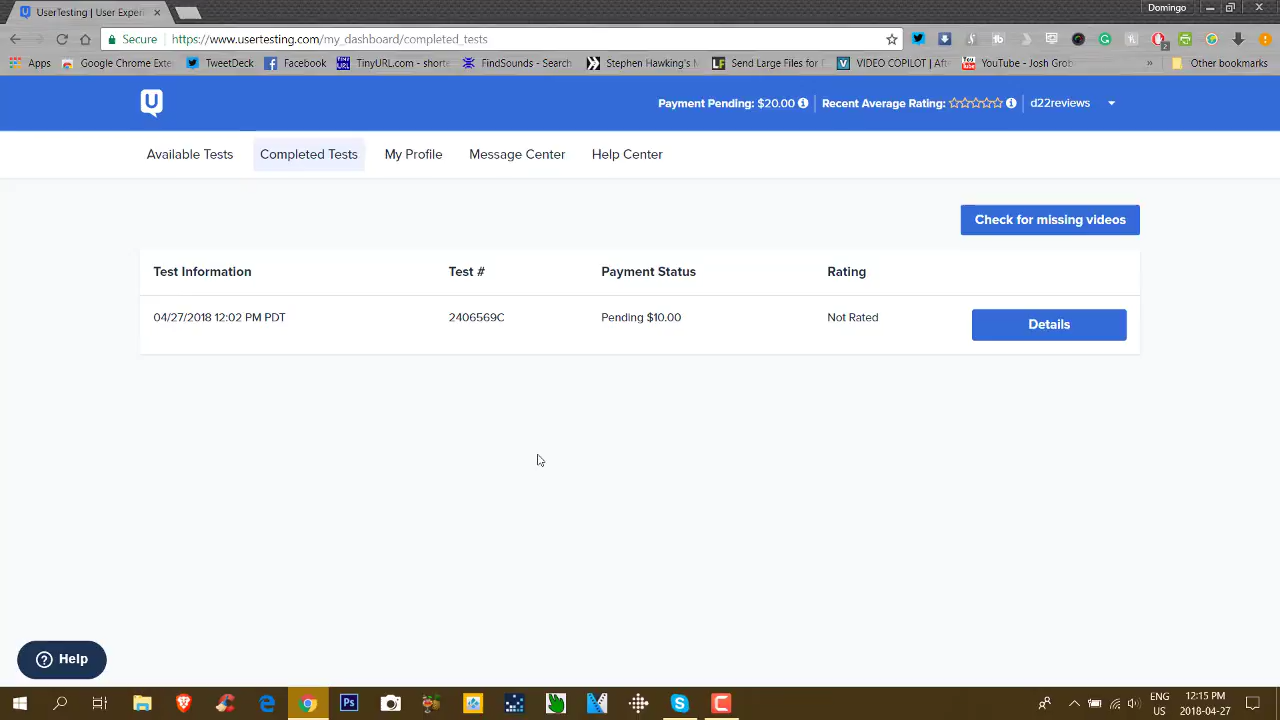 UserTesting | User Experi
Domingo
Secure https://www.usertesting.com/my_dashboard/completed_tests
Apps Google Chrome Exte TweetDeck Facebook TinyURL.com - shorte FindSounds - Search Stephen Hawking's Send Large Files for VIDEO COPILOT | Aft YouTube - Josh Grot » Other bookmarks
Payment Pending: $20.00 Recent Average Rating: d22reviews
Available Tests Completed Tests My Profile Message Center Help Center
Check for missing videos
Test Information Test # Payment Status Rating
04/27/2018 12:02 PM PDT 2406569C Pending $10.00 Not Rated Details
Help
ENG 12:15 PM
US 2018-04-27